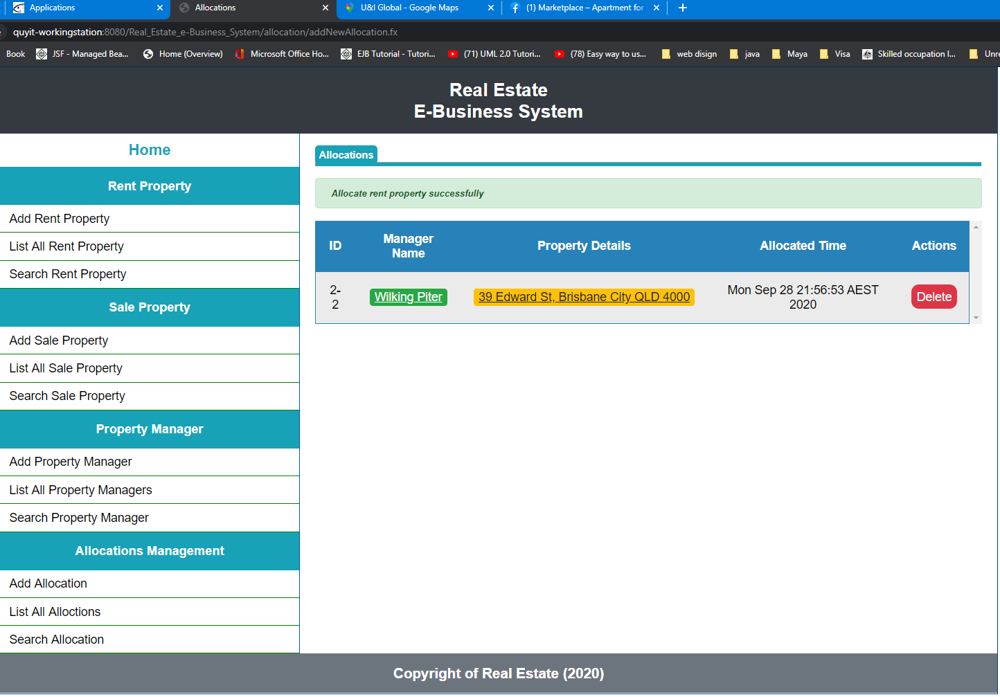 Applications
Allocations
U&I Global - Google Maps
(1) Marketplace – Apartment for
quyit-workingstation:8080/Real_Estate_e-Business_System/allocation/addNewAllocation.fx
Book
JSF - Managed Bea...
Home (Overview)
Microsoft Office Ho...
EJB Tutorial - Tutori...
(71) UML 2.0 Tutori...
(78) Easy way to us...
web disign
java
Maya
Visa
Skilled occupation l...
Unre
Real Estate
E-Business System
Home
Rent Property
Add Rent Property
List All Rent Property
Search Rent Property
Sale Property
Add Sale Property
List All Sale Property
Search Sale Property
Property Manager
Add Property Manager
List All Property Managers
Search Property Manager
Allocations Management
Add Allocation
List All Alloctions
Search Allocation
Allocations
Allocate rent property successfully
ID
Manager
Name
Property Details
Allocated Time
Actions
2-
2
Wilking Piter
39 Edward St, Brisbane City QLD 4000
Mon Sep 28 21:56:53 AEST
2020
Delete
Copyright of Real Estate (2020)